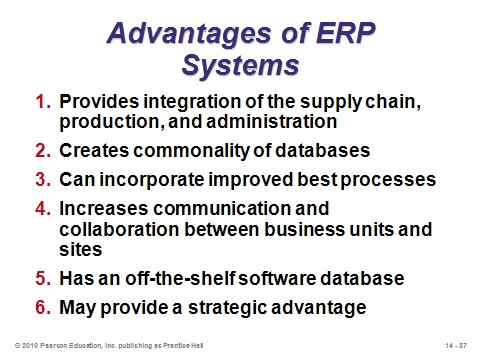 Advantages of ERP
Systems
1. Provides integration of the supply chain,
production, and administration
2. Creates commonality of databases
3. Can incorporate improved best processes
4. Increases communication and
collaboration between business units and
sites
5. Has an off-the-shelf software database
6. May provide a strategic advantage
© 2010 Pearson Education, Inc. publishing as Prentice Hall
14 - 87